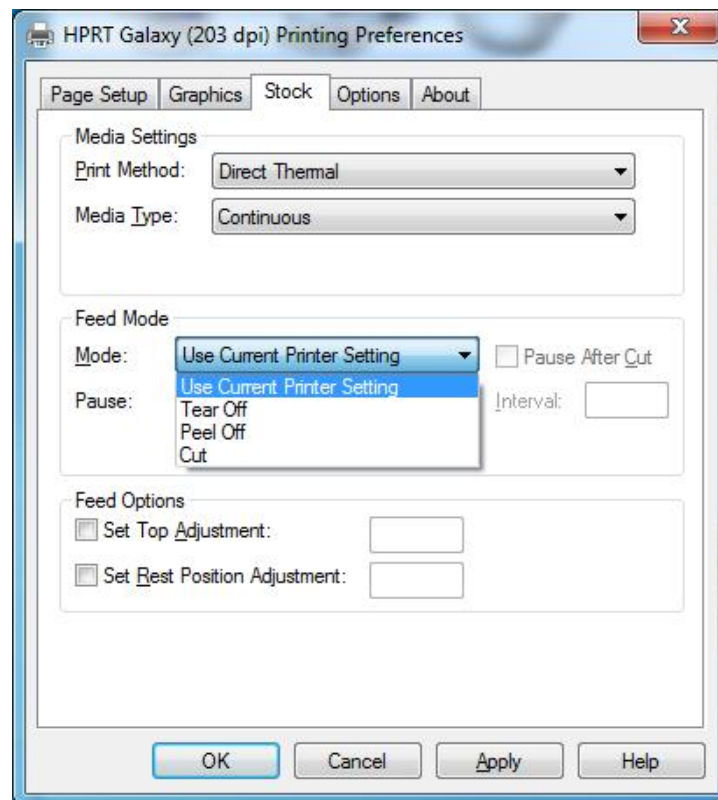 HPRT Galaxy (203 dpi) Printing Preferences
Page Setup Graphics Stock Options About
Media Settings
Print Method: Direct Thermal
Media Type: Continuous
Feed Mode
Mode: Use Current Printer Setting Pause After Cut
Use Current Printer Setting
Pause: Tear Off Interval:
Peel Off
Cut
Feed Options
Set Top Adjustment:
Set Rest Position Adjustment:
OK Cancel Apply Help